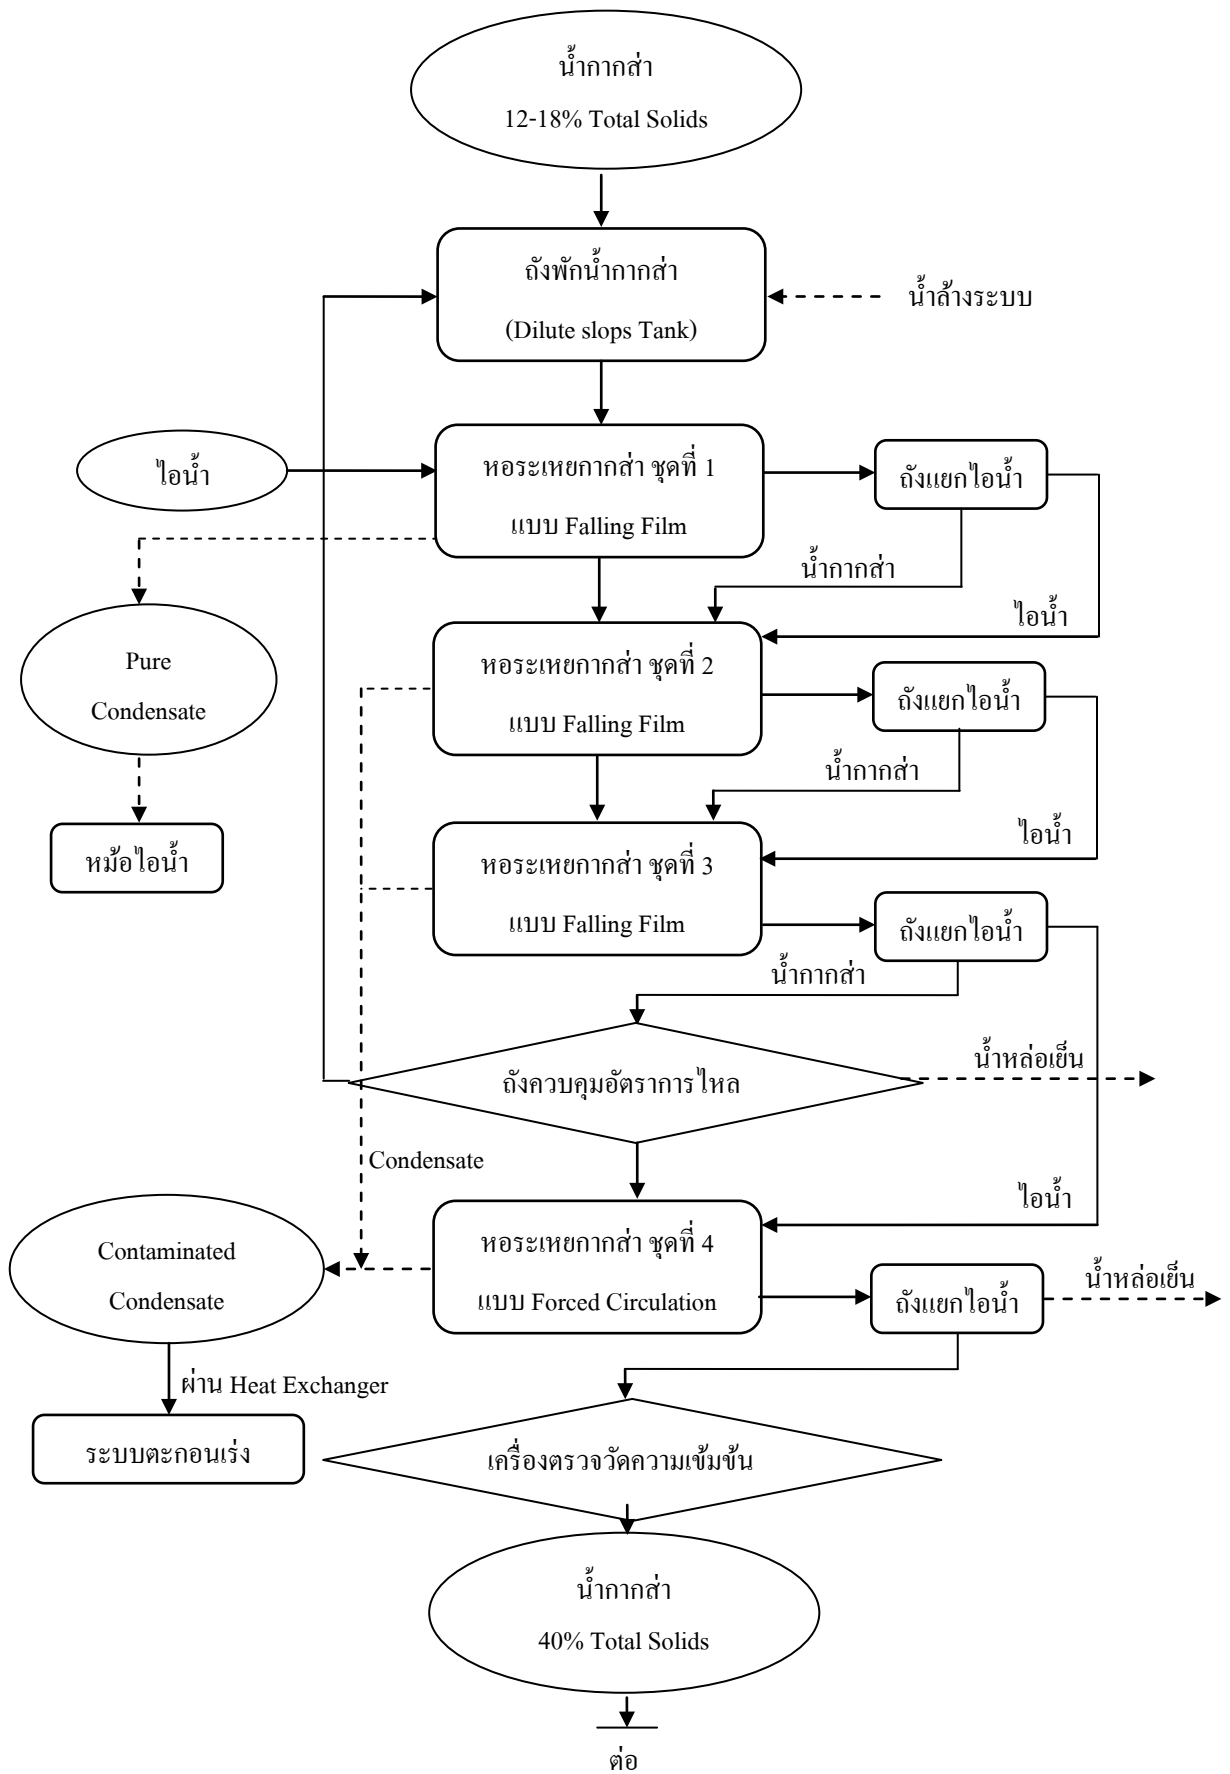 น้ำกากส่า
12-18% Total Solids
ถังพักน้ำกากส่า
(Dilute slops Tank)
น้ำล้างระบบ
ไอน้ำ
หอระเหยกากส่า ชุดที่ 1
แบบ Falling Film
ถังแยกไอน้ำ
น้ำกากส่า
ไอน้ำ
Pure
Condensate
หอระเหยกากส่า ชุดที่ 2
แบบ Falling Film
ถังแยกไอน้ำ
น้ำกากส่า
ไอน้ำ
หม้อไอน้ำ
หอระเหยกากส่า ชุดที่ 3
แบบ Falling Film
ถังแยกไอน้ำ
น้ำกากส่า
น้ำหล่อเย็น
ถังควบคุมอัตราการไหล
Condensate
ไอน้ำ
Contaminated
Condensate
หอระเหยกากส่า ชุดที่ 4
แบบ Forced Circulation
ถังแยกไอน้ำ
น้ำหล่อเย็น
ผ่าน Heat Exchanger
ระบบตะกอนเร่ง
เครื่องตรวจวัดความเข้มข้น
น้ำกากส่า
40% Total Solids
ต่อ